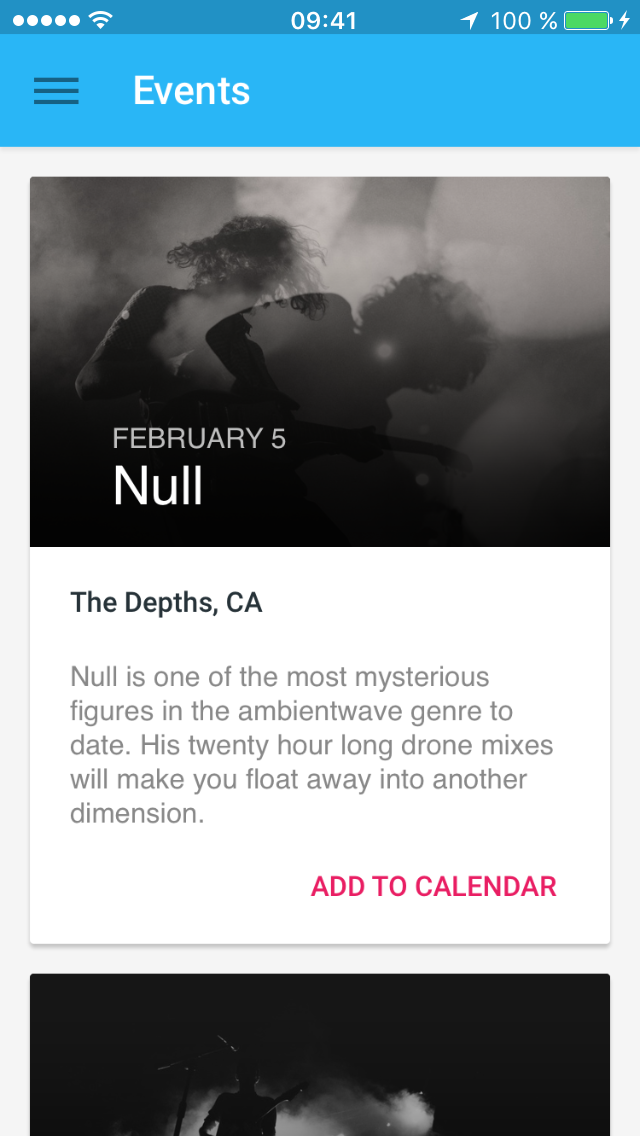 09:41
100 %
Events
FEBRUARY 5
Null
The Depths, CA
Null is one of the most mysterious
figures in the ambientwave genre to
date. His twenty hour long drone mixes
will make you float away into another
dimension.
ADD TO CALENDAR